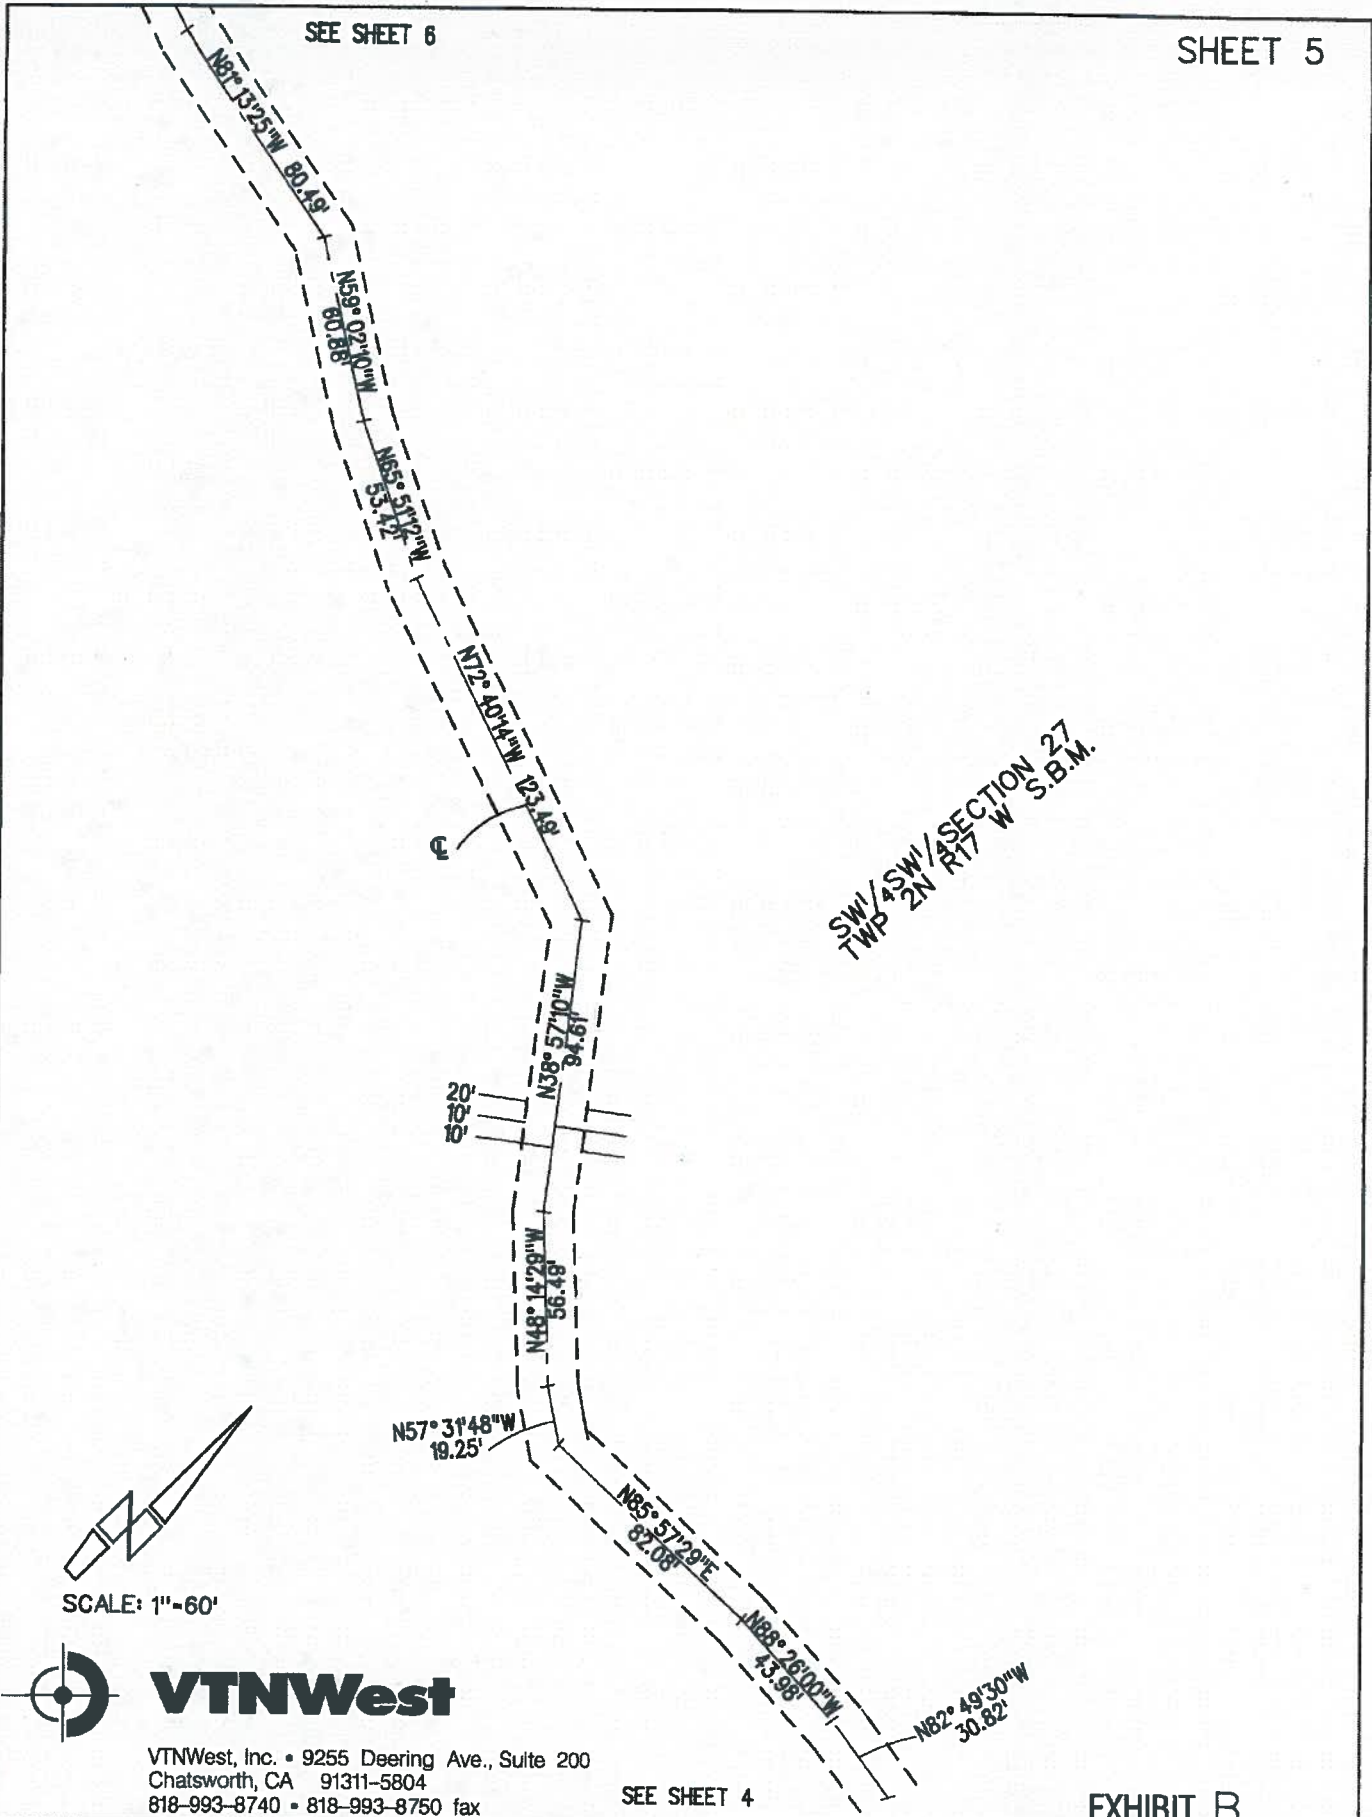 SEE SHEET 6
SHEET 5
N81°13'25"W 80.49'
N59°02'10"W
60.88'
N65°51'12"W
53.42'
N72°40'14"W 123.49'
℄
SW1/4SW1/4SECTION 27
TWP 2N R17 W S.B.M.
N38°57'10"W
94.61'
20'
10'
10'
N48°14'29"W
56.49'
N57°31'48"W
19.25'
N85°57'29"E
82.08'
N88°26'00"W
43.98'
N82°49'30"W
30.82'
N
SCALE: 1"=60'
VTNWest
VTNWest, Inc. • 9255 Deering Ave., Suite 200
Chatsworth, CA 91311-5804
818-993-8740 • 818-993-8750 fax
SEE SHEET 4
EXHIBIT B